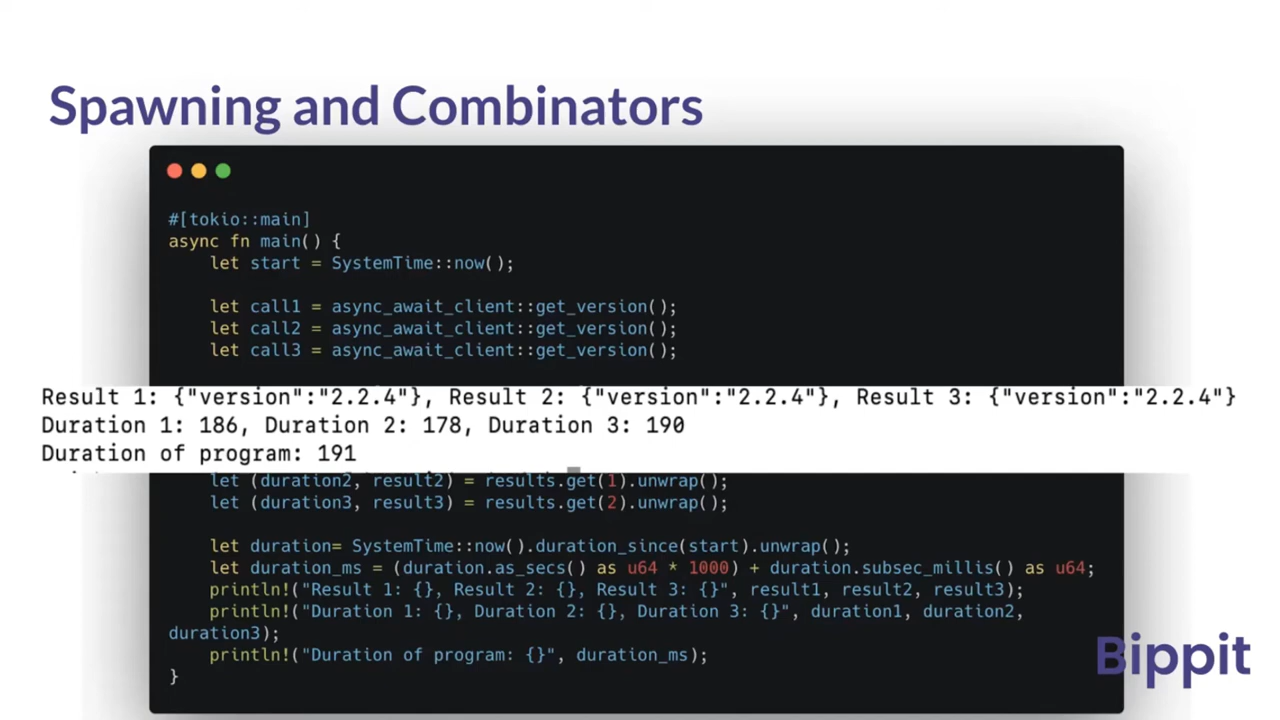 Spawning and Combinators
#[tokio::main]
async fn main() {
let start = SystemTime::now();
let call1 = async_await_client::get_version();
let call2 = async_await_client::get_version();
let call3 = async_await_client::get_version();
Result 1: {"version":"2.2.4"}, Result 2: {"version":"2.2.4"}, Result 3: {"version":"2.2.4"}
Duration 1: 186, Duration 2: 178, Duration 3: 190
Duration of program: 191
let (duration2, result2) = results.get(1).unwrap();
let (duration3, result3) = results.get(2).unwrap();
let duration= SystemTime::now().duration_since(start).unwrap();
let duration_ms = (duration.as_secs() as u64 * 1000) + duration.subsec_millis() as u64;
println!("Result 1: {}, Result 2: {}, Result 3: {}", result1, result2, result3);
println!("Duration 1: {}, Duration 2: {}, Duration 3: {}", duration1, duration2,
duration3);
println!("Duration of program: {}", duration_ms);
}
Bippit